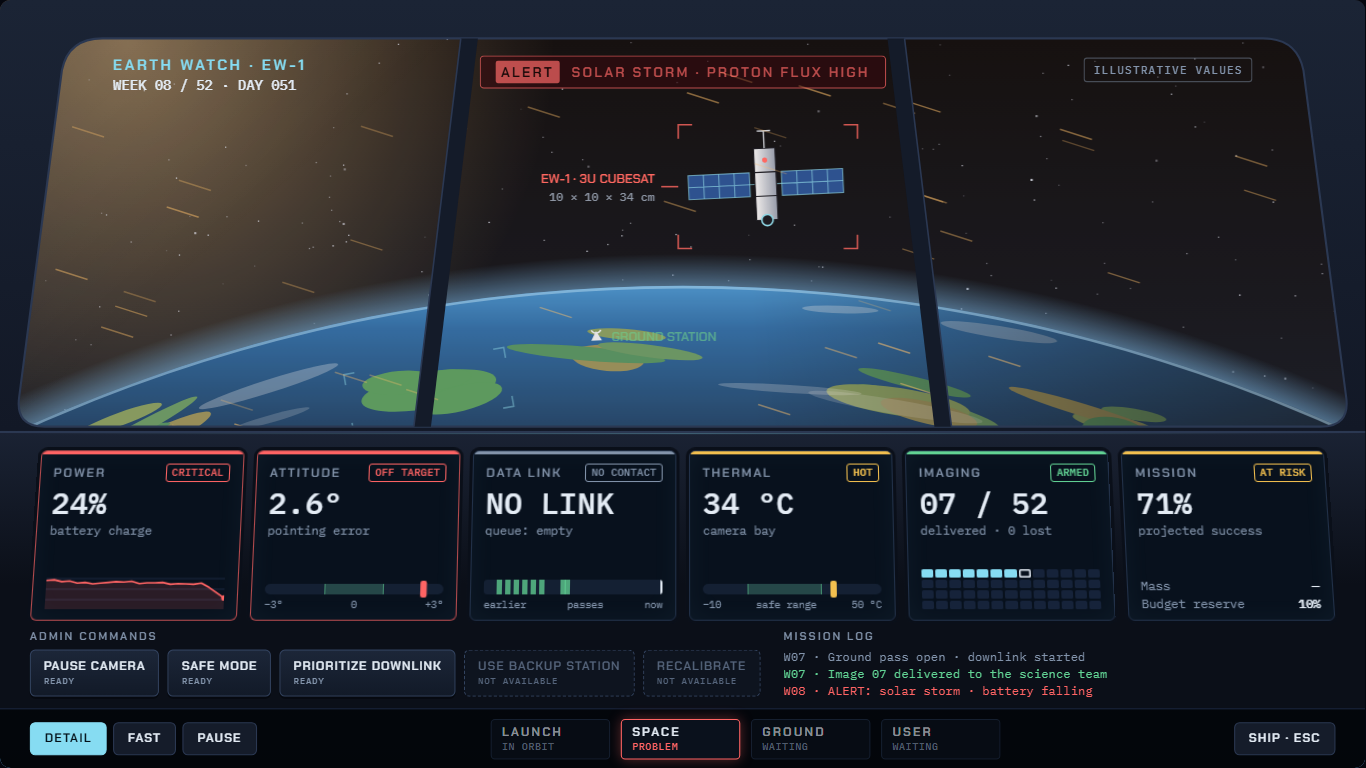 EARTH WATCH · EW-1
WEEK 08 / 52 · DAY 051
ALERT SOLAR STORM · PROTON FLUX HIGH
ILLUSTRATIVE VALUES
EW-1 · 3U CUBESAT
10 × 10 × 34 cm
GROUND STATION
POWER CRITICAL
24%
battery charge
ATTITUDE OFF TARGET
2.6°
pointing error
−3° 0 +3°
DATA LINK NO CONTACT
NO LINK
queue: empty
earlier passes now
THERMAL HOT
34 °C
camera bay
−10 safe range 50 °C
IMAGING ARMED
07 / 52
delivered · 0 lost
MISSION AT RISK
71%
projected success
Mass —
Budget reserve 10%
ADMIN COMMANDS
PAUSE CAMERA
READY
SAFE MODE
READY
PRIORITIZE DOWNLINK
READY
USE BACKUP STATION
NOT AVAILABLE
RECALIBRATE
NOT AVAILABLE
MISSION LOG
W07 · Ground pass open · downlink started
W07 · Image 07 delivered to the science team
W08 · ALERT: solar storm · battery falling
DETAIL
FAST
PAUSE
LAUNCH
IN ORBIT
SPACE
PROBLEM
GROUND
WAITING
USER
WAITING
SHIP · ESC